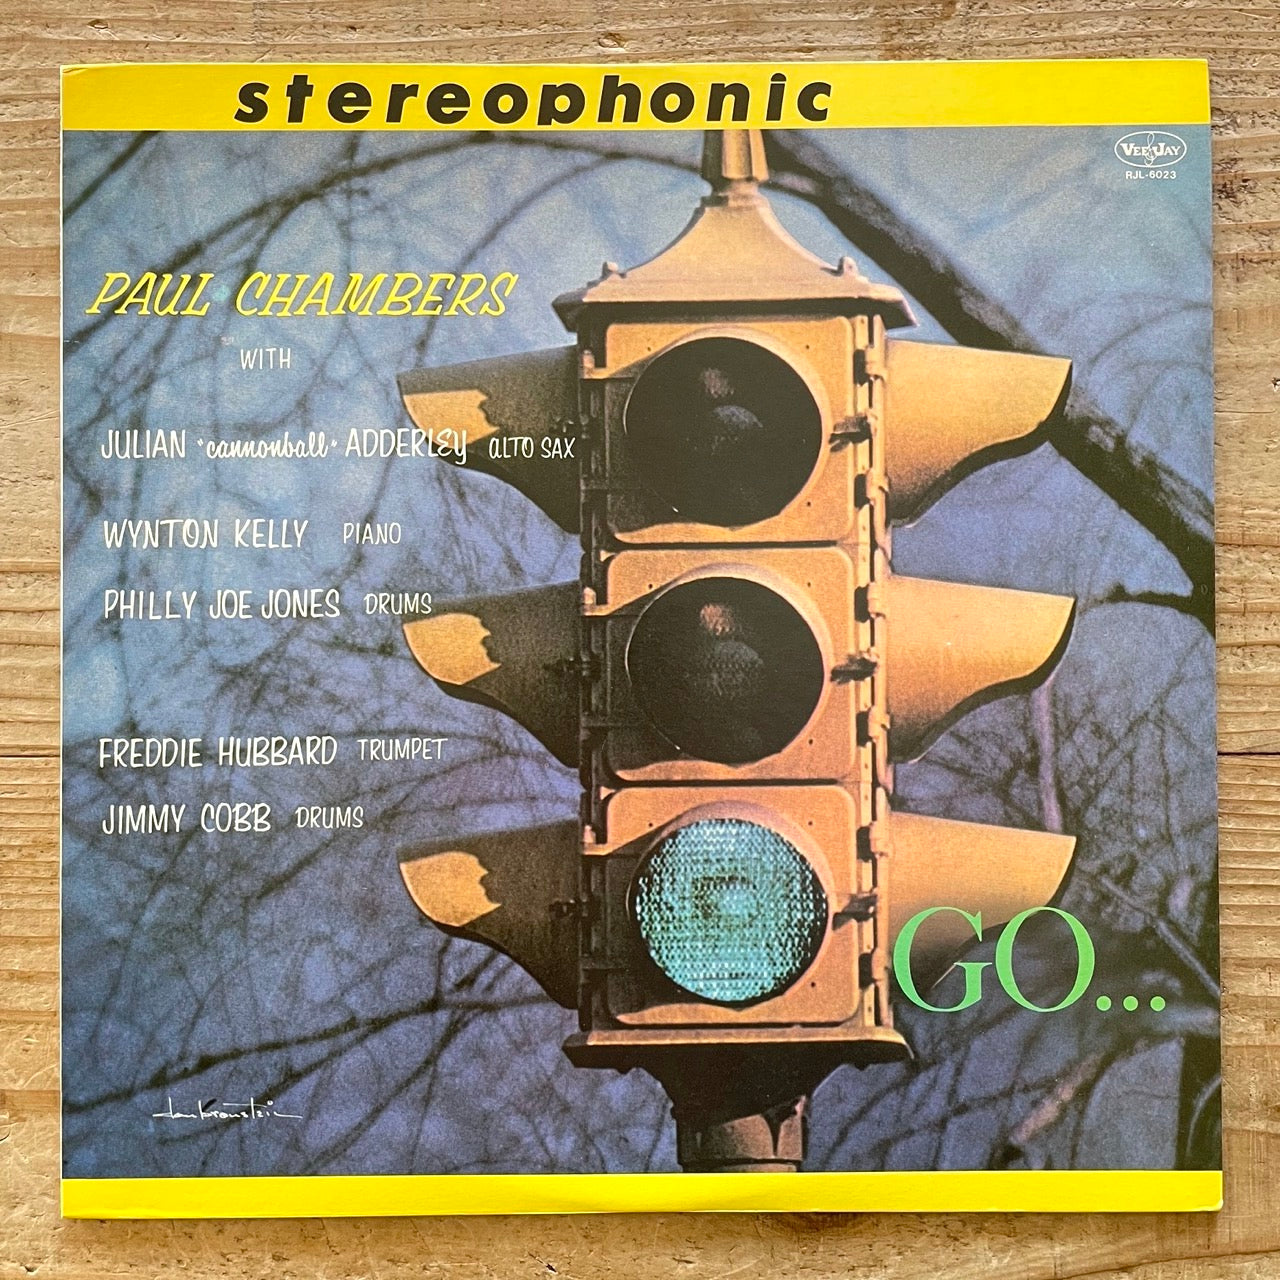 stereophonic
VEE JAY
RJL-6023
PAUL CHAMBERS
WITH
JULIAN "cannonball" ADDERLEY ALTO SAX
WYNTON KELLY PIANO
PHILLY JOE JONES DRUMS
FREDDIE HUBBARD TRUMPET
JIMMY COBB DRUMS
GO...